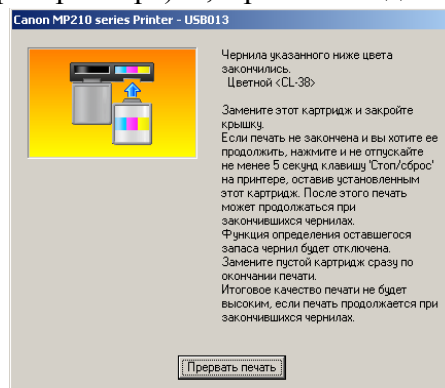 Canon MP210 series Printer - USB013
Чернила указанного ниже цвета
закончились.
Цветной <CL-38>
Замените этот картридж и закройте
крышку.
Если печать не закончена и вы хотите ее
продолжить, нажмите и не отпускайте
не менее 5 секунд клавишу 'Стоп/сброс'
на принтере, оставив установленным
этот картридж. После этого печать
может продолжаться при
закончившихся чернилах.
Функция определения оставшегося
запаса чернил будет отключена.
Замените пустой картридж сразу по
окончании печати.
Итоговое качество печати не будет
высоким, если печать продолжается при
закончившихся чернилах.
Прервать печать